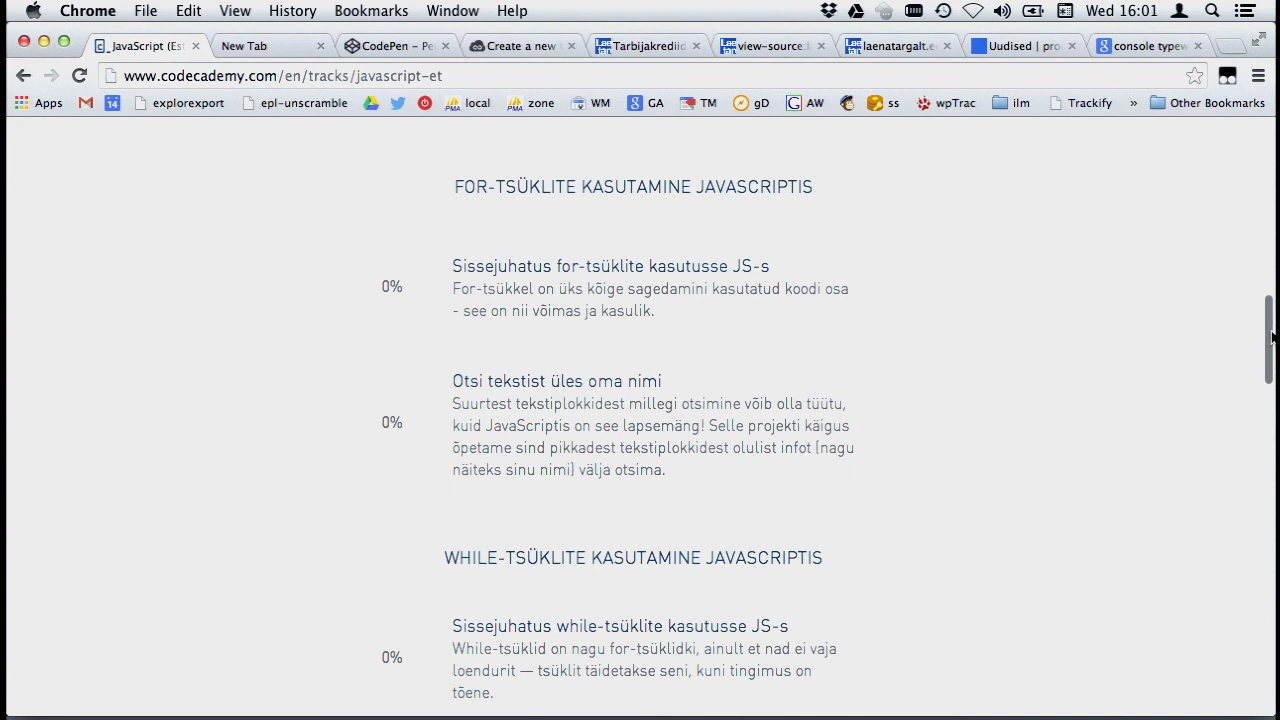 Chrome File Edit View History Bookmarks Window Help Wed 16:01
JavaScript (Es New Tab CodePen - Pe Create a new Tarbijakrediid view-source: laenatargalt.e Uudised | pro console typew
www.codecademy.com/en/tracks/javascript-et
Apps 14 explorexport epl-unscramble local zone WM GA TM gD AW ss wpTrac ilm Trackify » Other Bookmarks
FOR-TSÜKLITE KASUTAMINE JAVASCRIPTIS
Sissejuhatus for-tsüklite kasutusse JS-s
0%
For-tsükkel on üks kõige sagedamini kasutatud koodi osa
- see on nii võimas ja kasulik.
Otsi tekstist üles oma nimi
Suurtest tekstiplokkidest millegi otsimine võib olla tüütu,
0%
kuid JavaScriptis on see lapsemäng! Selle projekti käigus
õpetame sind pikkadest tekstiplokkidest olulist infot (nagu
näiteks sinu nimi) välja otsima.
WHILE-TSÜKLITE KASUTAMINE JAVASCRIPTIS
Sissejuhatus while-tsüklite kasutusse JS-s
While-tsüklid on nagu for-tsüklidki, ainult et nad ei vaja
0%
loendurit — tsüklit täidetakse seni, kuni tingimus on
tõene.